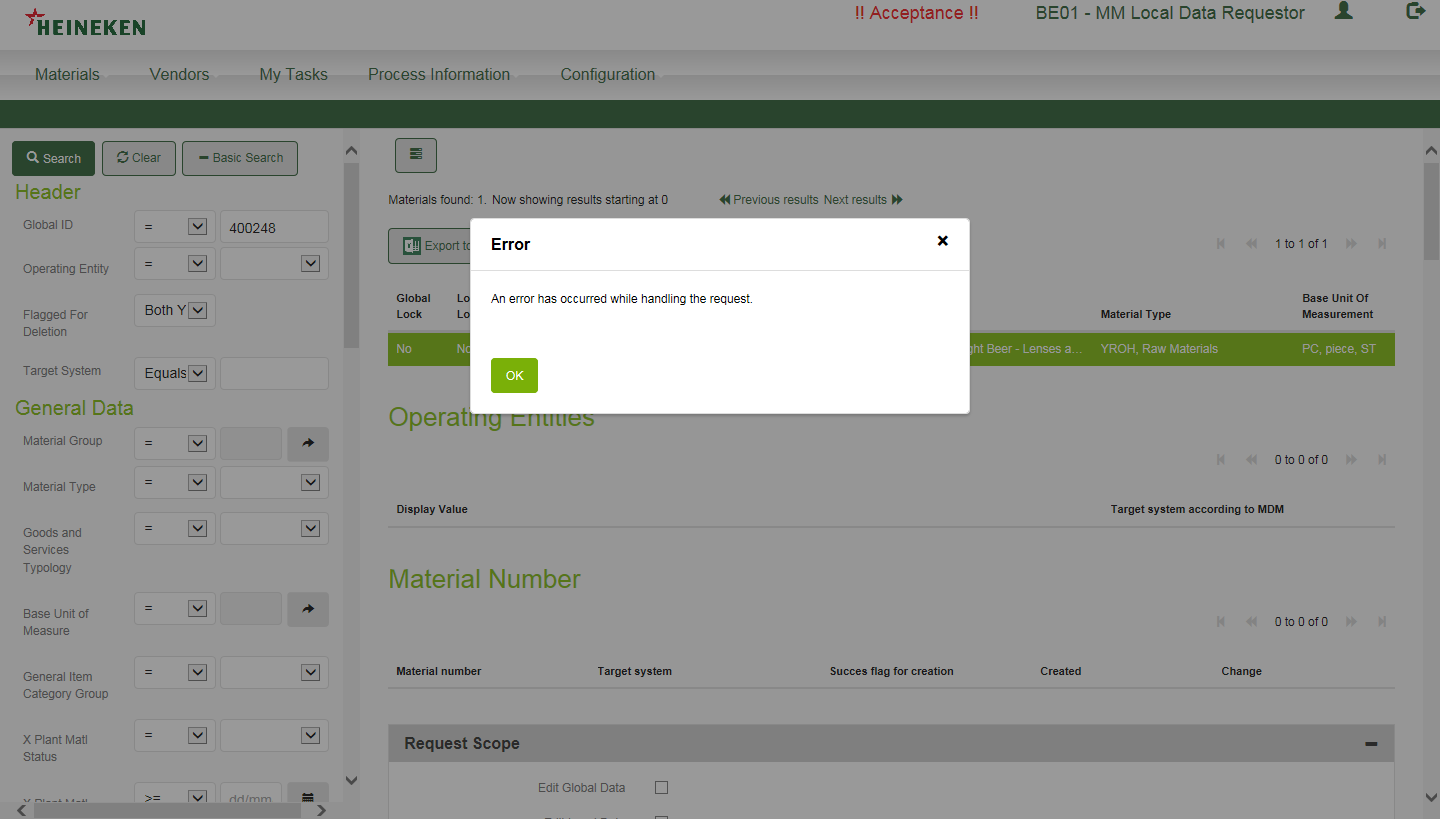 HEINEKEN
!! Acceptance !!
BE01 - MM Local Data Requestor
Materials
Vendors
My Tasks
Process Information
Configuration
Search
Clear
Basic Search
Header
Global ID
=
400248
Operating Entity
=
Flagged For
Deletion
Both Y
Target System
Equals
General Data
Material Group
=
Material Type
=
Goods and
Services
Typology
=
Base Unit of
Measure
=
General Item
Category Group
=
X Plant Matl
Status
=
X Plant Matl
>=
dd/mm
Materials found: 1. Now showing results starting at 0
Previous results
Next results
Export to
1 to 1 of 1
Global
Lock
Lo
Lo
Material Type
Base Unit Of
Measurement
No
No
ght Beer - Lenses a...
YROH, Raw Materials
PC, piece, ST
Error
An error has occurred while handling the request.
OK
Operating Entities
0 to 0 of 0
Display Value
Target system according to MDM
Material Number
0 to 0 of 0
Material number
Target system
Succes flag for creation
Created
Change
Request Scope
Edit Global Data